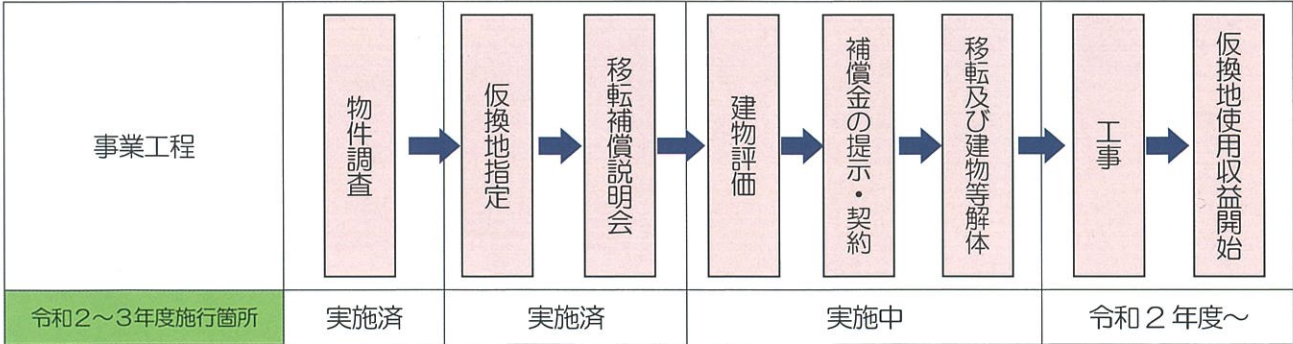 事業工程
物件調査
仮換地指定
移転補償説明会
建物評価
補償金の提示・契約
移転及び建物等解体
工事
仮換地使用収益開始
令和2～3年度施行箇所
実施済
実施済
実施中
令和2年度～